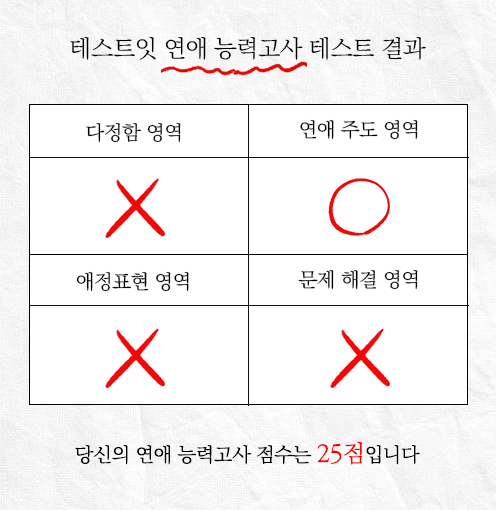 테스트잇 연애 능력고사 테스트 결과
다정함 영역
연애 주도 영역
애정표현 영역
문제 해결 영역
당신의 연애 능력고사 점수는 25점입니다